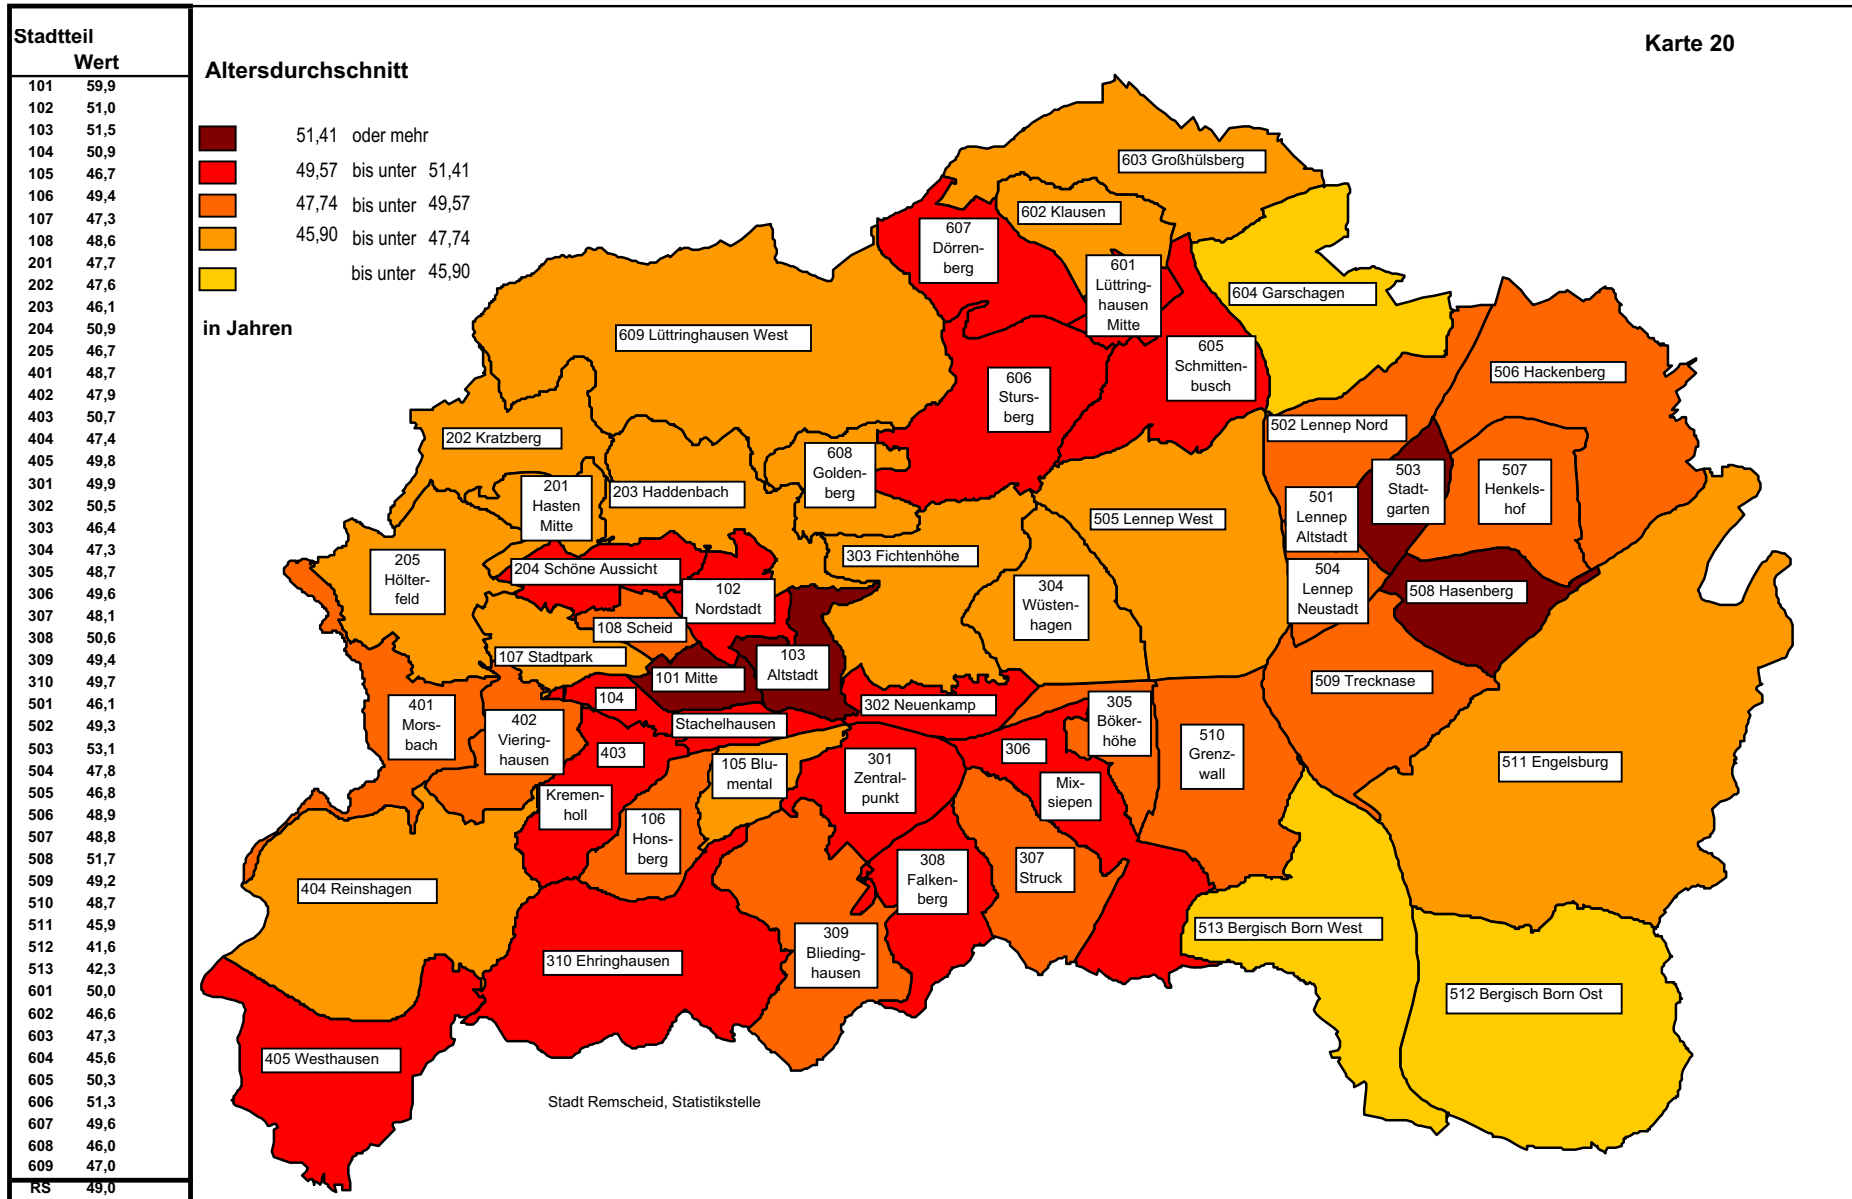 Stadtteil
Wert
101 59,9
102 51,0
103 51,5
104 50,9
105 46,7
106 49,4
107 47,3
108 48,6
201 47,7
202 47,6
203 46,1
204 50,9
205 46,7
401 48,7
402 47,9
403 50,7
404 47,4
405 49,8
301 49,9
302 50,5
303 46,4
304 47,3
305 48,7
306 49,6
307 48,1
308 50,6
309 49,4
310 49,7
501 46,1
502 49,3
503 53,1
504 47,8
505 46,8
506 48,9
507 48,8
508 51,7
509 49,2
510 48,7
511 45,9
512 41,6
513 42,3
601 50,0
602 46,6
603 47,3
604 45,6
605 50,3
606 51,3
607 49,6
608 46,0
609 47,0
RS 49,0
Altersdurchschnitt
51,41 oder mehr
49,57 bis unter 51,41
47,74 bis unter 49,57
45,90 bis unter 47,74
bis unter 45,90
in Jahren
Karte 20
603 Großhülsberg
602 Klausen
607
Dörren-
berg
601
Lüttring-
hausen
Mitte
604 Garschagen
609 Lüttringhausen West
605
Schmitten-
busch
606
Sturs-
berg
506 Hackenberg
502 Lennep Nord
202 Kratzberg
608
Golden-
berg
503
Stadt-
garten
507
Henkels-
hof
201
Hasten
Mitte
203 Haddenbach
501
Lennep
Altstadt
505 Lennep West
205
Hölter-
feld
303 Fichtenhöhe
204 Schöne Aussicht
102
Nordstadt
304
Wüsten-
hagen
504
Lennep
Neustadt
508 Hasenberg
108 Scheid
107 Stadtpark
103
Altstadt
101 Mitte
509 Trecknase
104
Stachelhausen
302 Neuenkamp
401
Mors-
bach
402
Viering-
hausen
305
Böker-
höhe
403
Kremen-
holl
105 Blu-
mental
301
Zentral-
punkt
306
Mix-
siepen
510
Grenz-
wall
511 Engelsburg
106
Hons-
berg
404 Reinshagen
308
Falken-
berg
307
Struck
513 Bergisch Born West
309
Blieding-
hausen
310 Ehringhausen
512 Bergisch Born Ost
405 Westhausen
Stadt Remscheid, Statistikstelle